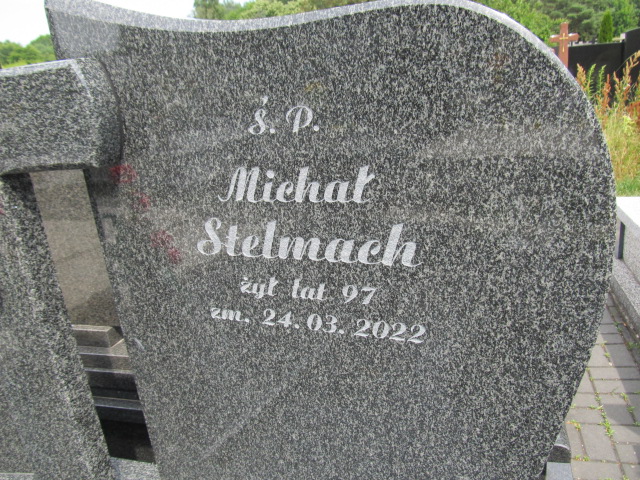 ś. P.
Michał
Stelmach
żył lat 97
zm. 24. 03. 2022